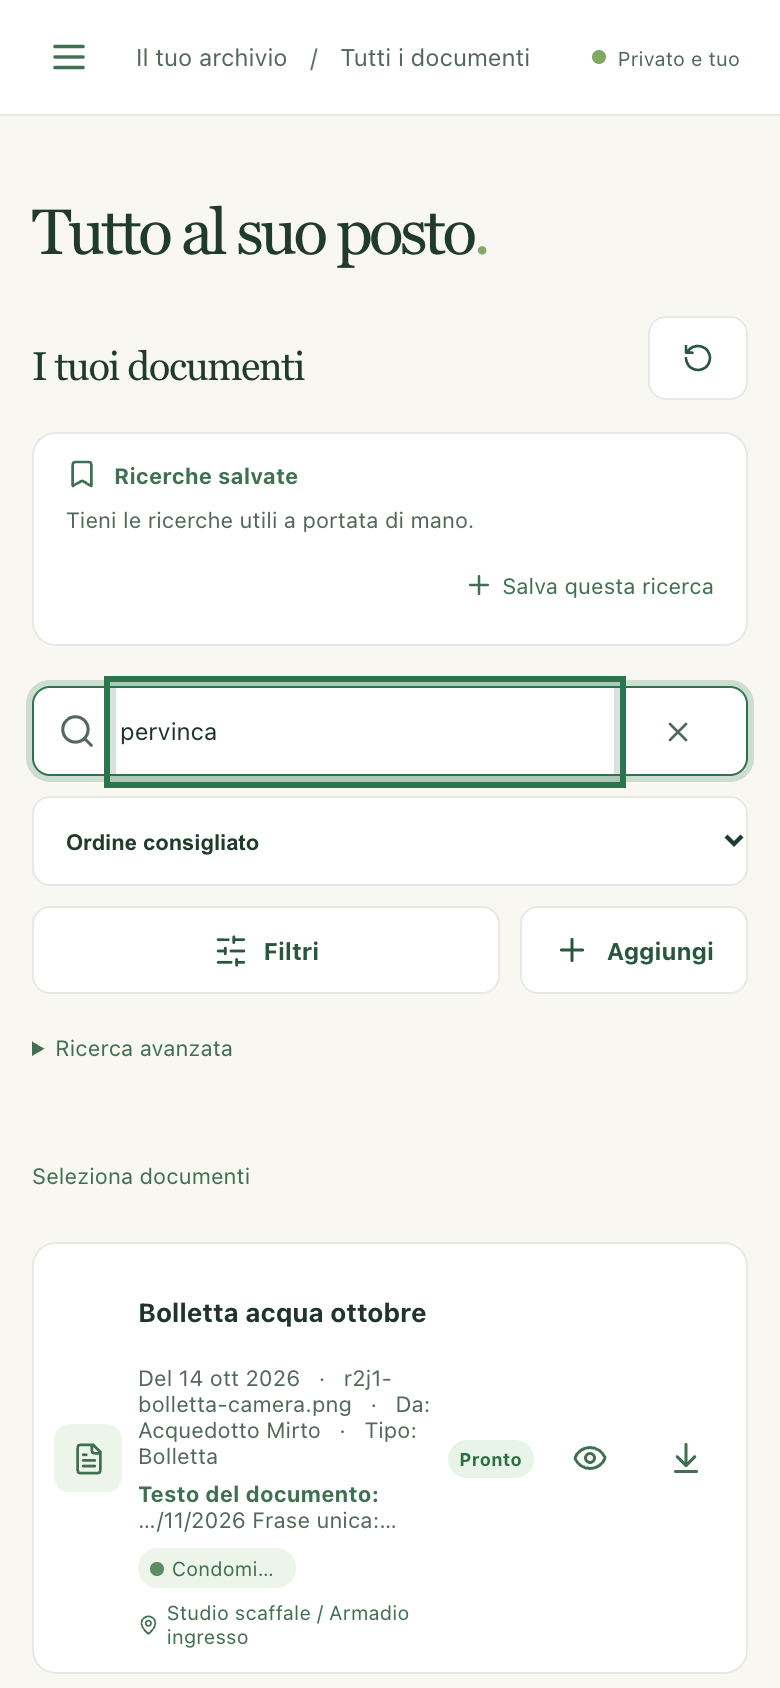 Il tuo archivio / Tutti i documenti
Privato e tuo
Tutto al suo posto.
I tuoi documenti
Ricerche salvate
Tieni le ricerche utili a portata di mano.
+ Salva questa ricerca
pervinca
Ordine consigliato
Filtri
+ Aggiungi
Ricerca avanzata
Seleziona documenti
Bolletta acqua ottobre
Del 14 ott 2026 · r2j1-
bolletta-camera.png · Da:
Acquedotto Mirto · Tipo:
Bolletta
Pronto
Testo del documento:
…/11/2026 Frase unica:…
Condomi…
Studio scaffale / Armadio
ingresso